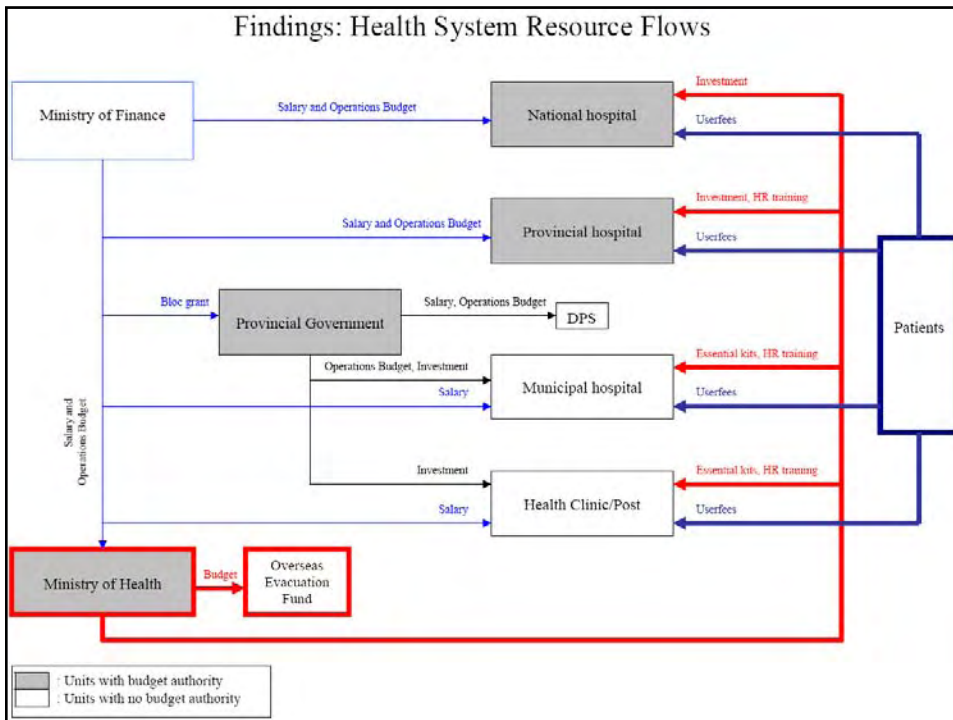 Findings: Health System Resource Flows
Ministry of Finance
Salary and Operations Budget
National hospital
Investment
Userfees
Salary and Operations Budget
Provincial hospital
Investment, HR training
Userfees
Patients
Bloc grant
Provincial Government
Salary, Operations Budget
DPS
Operations Budget, Investment
Salary
Municipal hospital
Essential kits, HR training
Userfees
Salary and
Operations Budget
Investment
Salary
Health Clinic/Post
Essential kits, HR training
Userfees
Ministry of Health
Budget
Overseas
Evacuation
Fund
: Units with budget authority
: Units with no budget authority